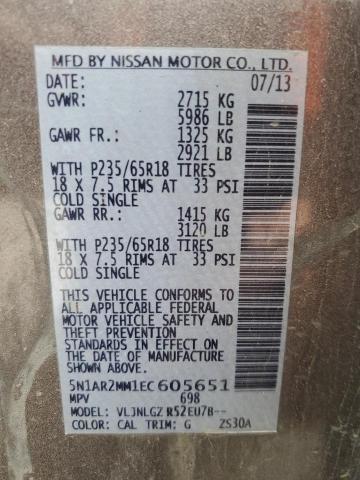 MFD BY NISSAN MOTOR CO., LTD.
DATE: 07/13
GVWR: 2715 KG
5986 LB
GAWR FR.: 1325 KG
2921 LB
WITH P235/65R18 TIRES
18 X 7.5 RIMS AT 33 PSI
COLD SINGLE
GAWR RR.: 1415 KG
3120 LB
WITH P235/65R18 TIRES
18 X 7.5 RIMS AT 33 PSI
COLD SINGLE
THIS VEHICLE CONFORMS TO
ALL APPLICABLE FEDERAL
MOTOR VEHICLE SAFETY AND
THEFT PREVENTION
STANDARDS IN EFFECT ON
THE DATE OF MANUFACTURE
SHOWN ABOVE.
5N1AR2MM1EC605651
MPV 698
MODEL: VLJNLGZ R52EU7B--
COLOR: CAL TRIM: G ZS30A